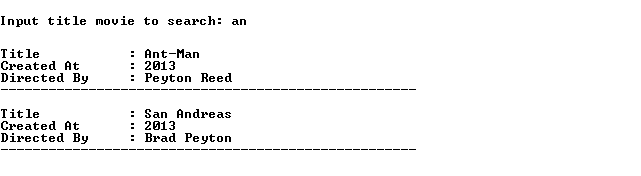 Input title movie to search: an
Title : Ant-Man
Created At : 2013
Directed By : Peyton Reed
----------------------------------------------------
Title : San Andreas
Created At : 2013
Directed By : Brad Peyton
----------------------------------------------------